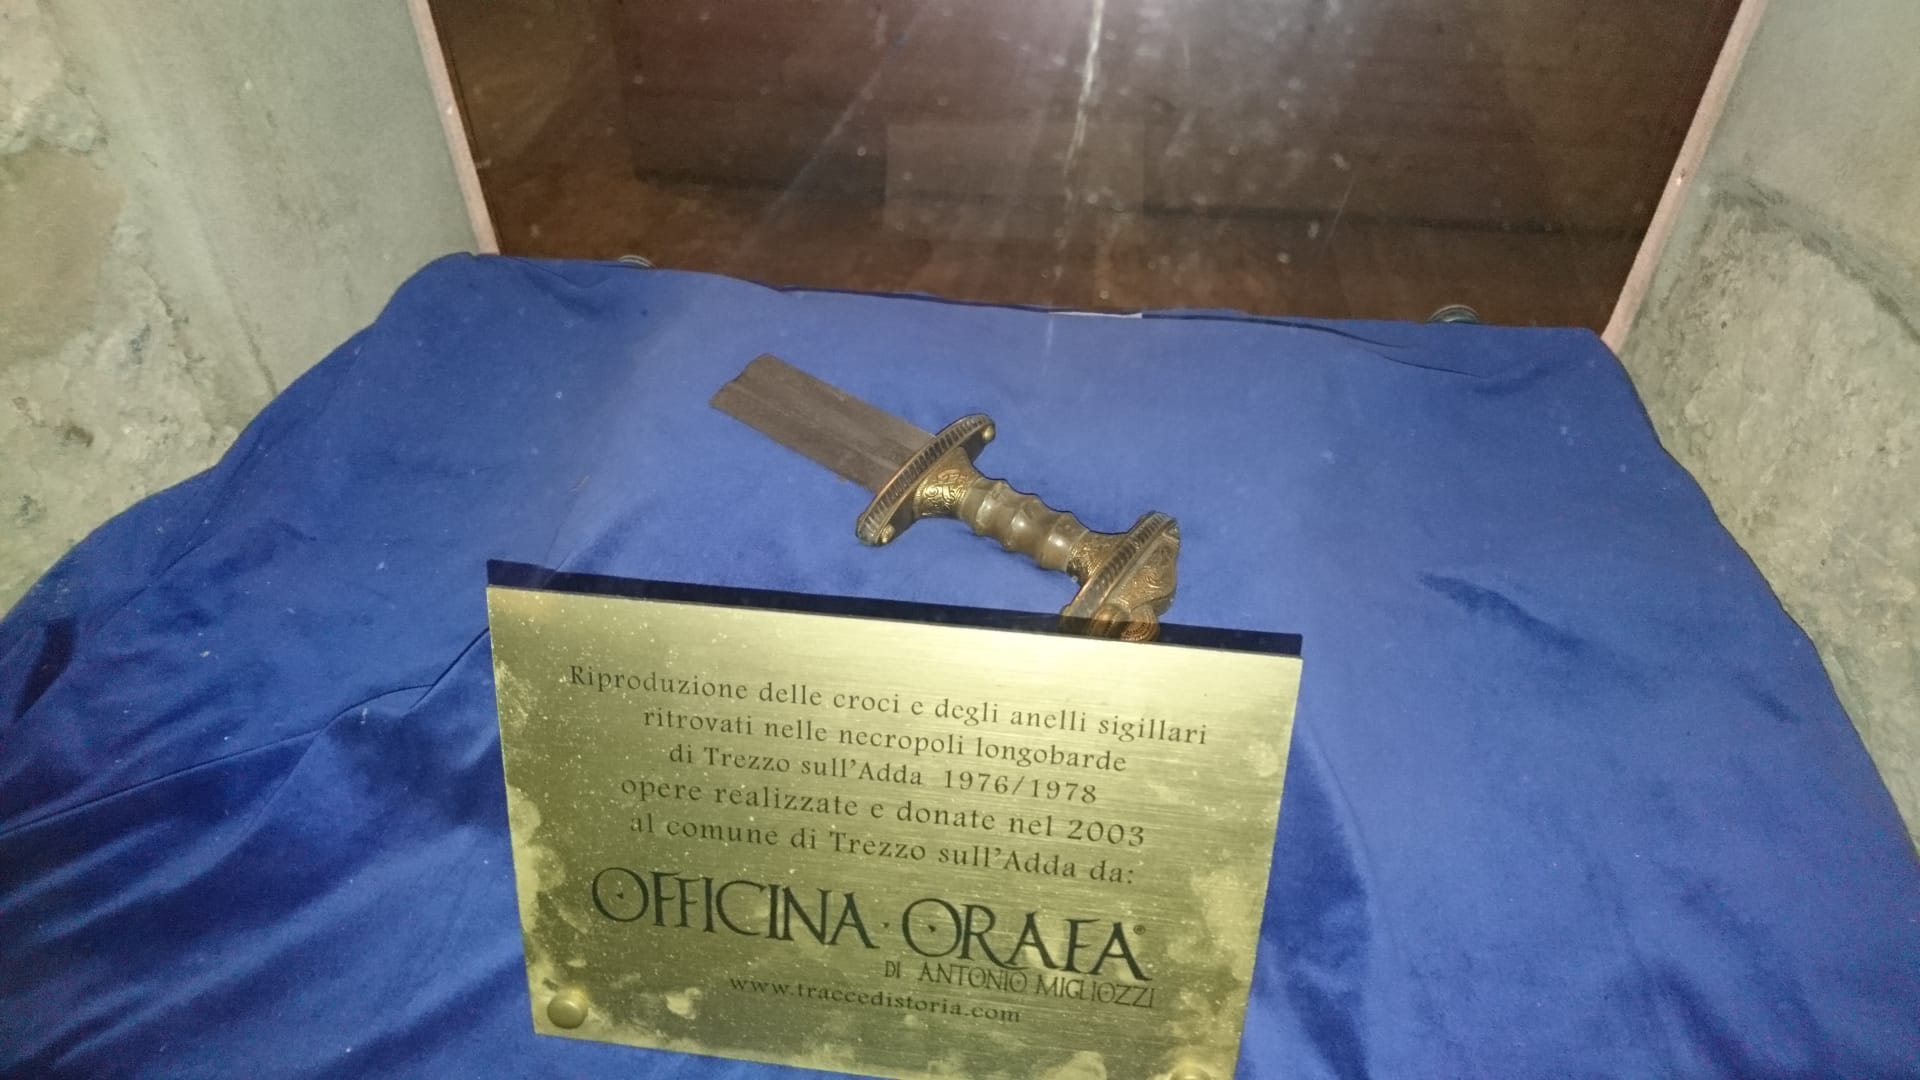 Riproduzione delle croci e degli anelli sigillari
ritrovati nelle necropoli longobarde
di Trezzo sull'Adda 1976/1978
opere realizzate e donate nel 2003
al comune di Trezzo sull'Adda da:
OFFICINA · ORAFA®
DI ANTONIO MIGLIOZZI
www.traccedistoria.com